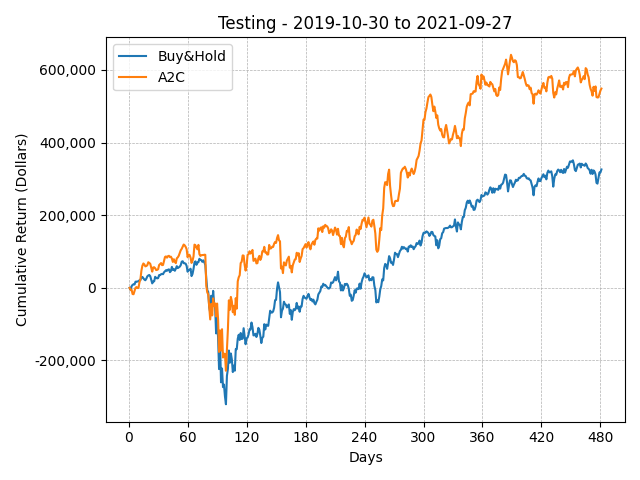 Testing - 2019-10-30 to 2021-09-27
Buy&Hold
A2C
Cumulative Return (Dollars)
600,000
400,000
200,000
0
-200,000
0 60 120 180 240 300 360 420 480
Days